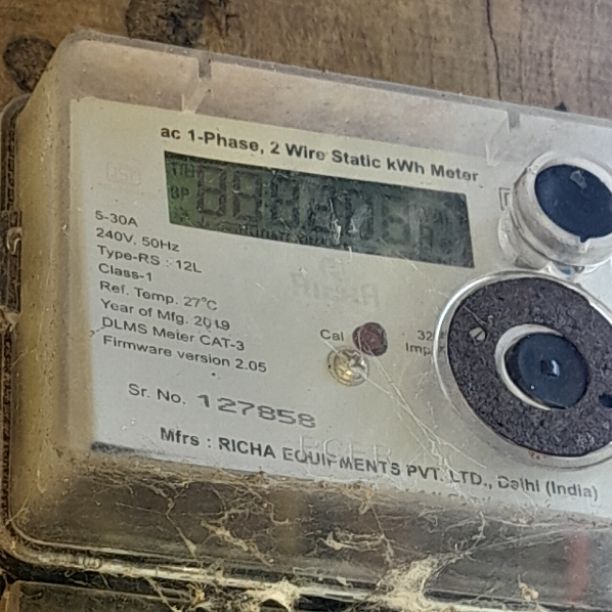 ac 1-Phase, 2 Wire Static kWh Meter
5-30A
240V, 50Hz
Type-RS : 12L
Class-1
Ref. Temp. 27°C
Year of Mfg. 2019
DLMS Meter CAT-3
Firmware version 2.05
Cal
Sr. No. 127858
Mfrs : RICHA EQUIPMENTS PVT. LTD., Delhi (India)